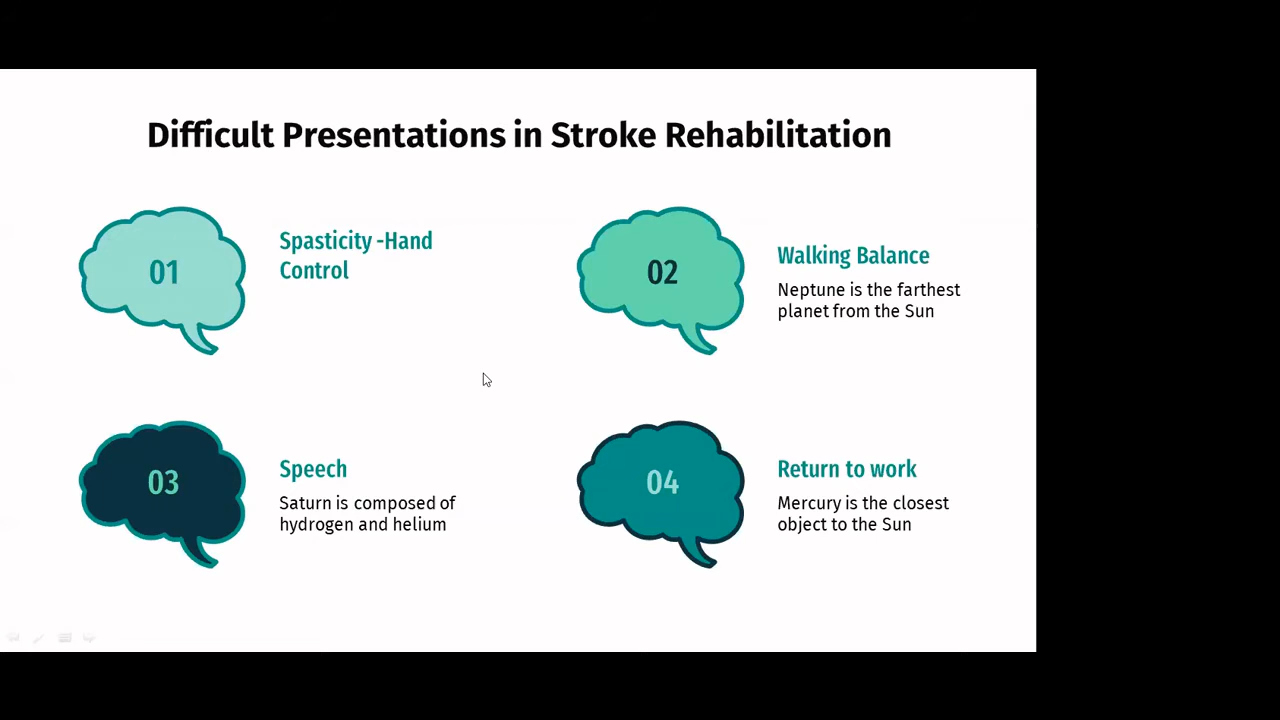 Difficult Presentations in Stroke Rehabilitation
01
Spasticity -Hand
Control
02
Walking Balance
Neptune is the farthest
planet from the Sun
03
Speech
Saturn is composed of
hydrogen and helium
04
Return to work
Mercury is the closest
object to the Sun